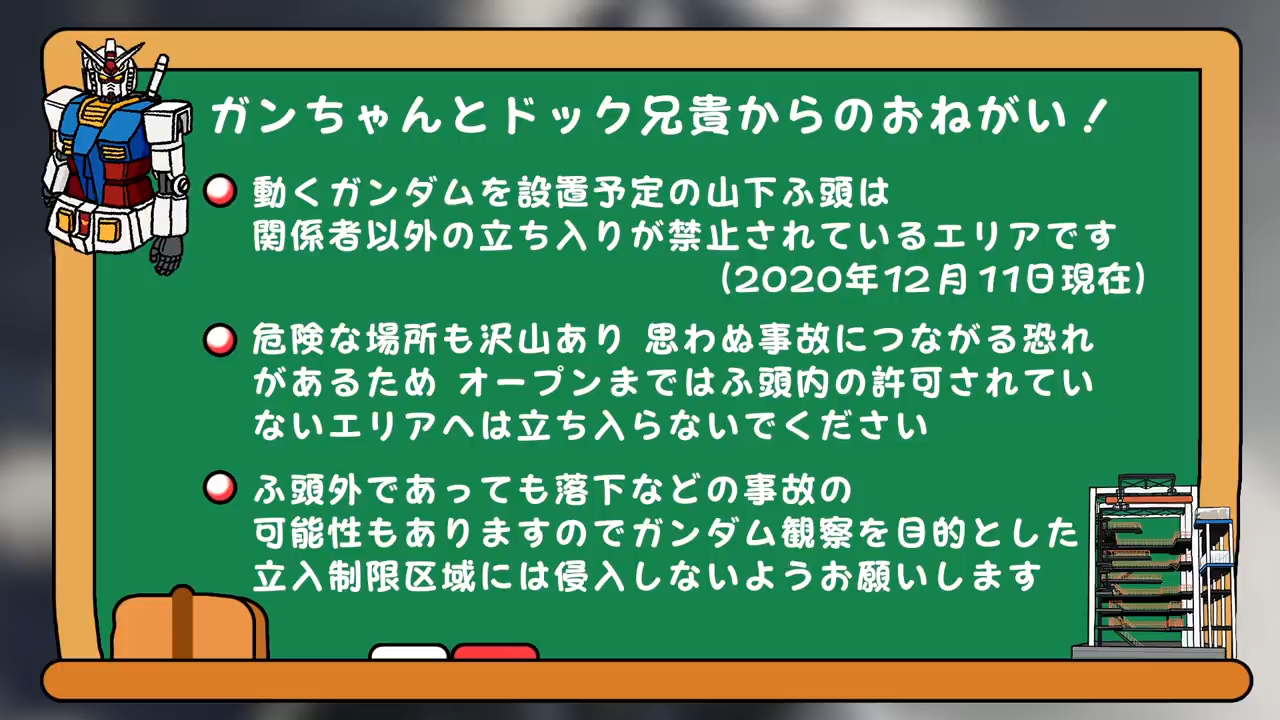 ガンちゃんとドック兄貴からのおねがい！
動くガンダムを設置予定の山下ふ頭は
関係者以外の立ち入りが禁止されているエリアです
(2020年12月11日現在)
危険な場所も沢山あり 思わぬ事故につながる恐れ
があるため オープンまではふ頭内の許可されてい
ないエリアへは立ち入らないでください
ふ頭外であっても落下などの事故の
可能性もありますのでガンダム観察を目的とした
立入制限区域には侵入しないようお願いします